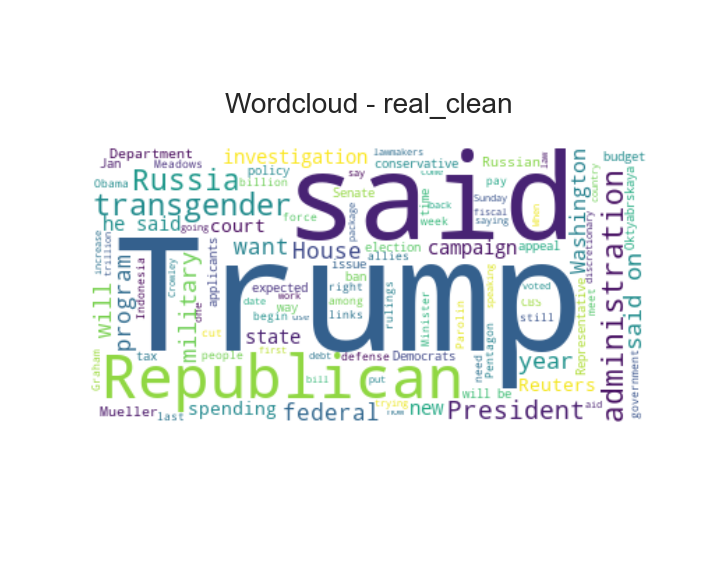 Wordcloud - real_clean
Department
Jan
Meadows
investigation
lawmakers
conservative
come
Russian
law
budget
Obama
Russia
policy
billion
say
Senate
said
time
pay
Sunday
country
transgender
force
package
back
week
fiscal
saying
When
Washington
Oktyabrskaya
he said
going
court
want
House
election
campaign
appeal
allies
discretionary
increase
trillion
Indonesia
Crowley
applicants
Trump
issue
ban
right
among
links
rulings
Minister
Parolin
speaking
voted
CBS
still
Representative
meet
administration
said on
will
program
military
one
expected
work
date
way
begin
use
state
cut
people
first
debt
defense
Democrats
need
Pentagon
year
Graham
tax
Republican
bill
put
will be
Reuters
government
Mueller
last
spending
federal
trying
now
new
President
aid